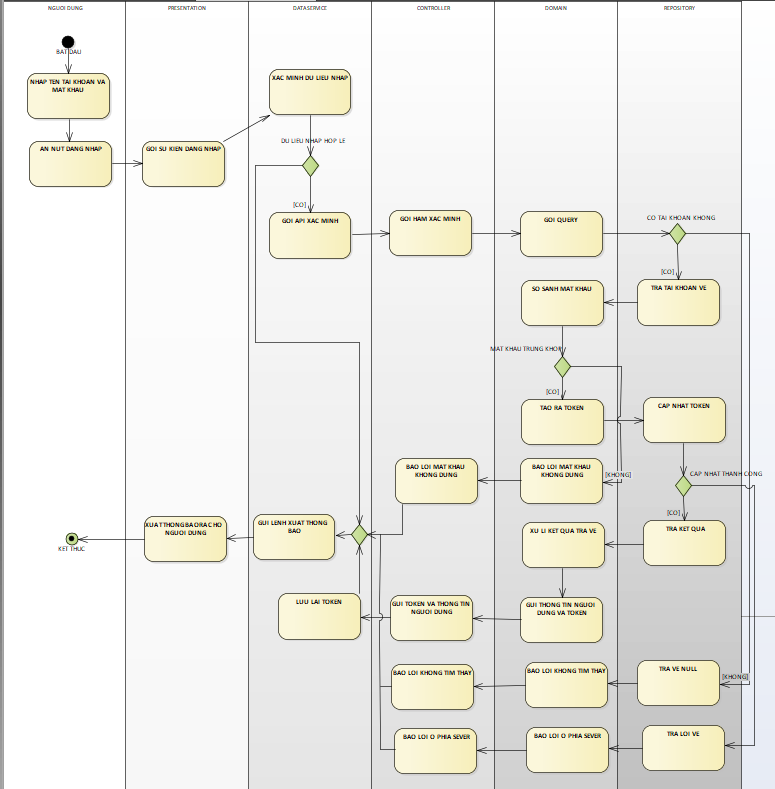 NGUOI DUNG
PRESENTATION
DATASERVICE
CONTROLLER
DOMAIN
REPOSITORY
BAT DAU
NHAP TEN TAI KHOAN VA
MAT KHAU
XAC MINH DU LIEU NHAP
AN NUT DANG NHAP
GOI SU KIEN DANG NHAP
DU LIEU NHAP HOP LE
[CO]
GOI API XAC MINH
GOI HAM XAC MINH
GOI QUERY
CO TAI KHOAN KHONG
[CO]
SO SANH MAT KHAU
TRA TAI KHOAN VE
MAT KHAU TRUNG KHOP
[CO]
TAO RA TOKEN
CAP NHAT TOKEN
BAO LOI MAT KHAU
KHONG DUNG
BAO LOI MAT KHAU
KHONG DUNG
[KHONG]
CAP NHAT THANH CONG
[CO]
XUAT THONG BAO RA CHO
NGUOI DUNG
GUI LENH XUAT THONG
BAO
XU LI KET QUA TRA VE
TRA KET QUA
KET THUC
LUU LAI TOKEN
GUI TOKEN VA THONG TIN
NGUOI DUNG
GUI THONG TIN NGUOI
DUNG VA TOKEN
BAO LOI KHONG TIM THAY
BAO LOI KHONG TIM THAY
TRA VE NULL
[KHONG]
BAO LOI O PHIA SEVER
BAO LOI O PHIA SEVER
TRA LOI VE